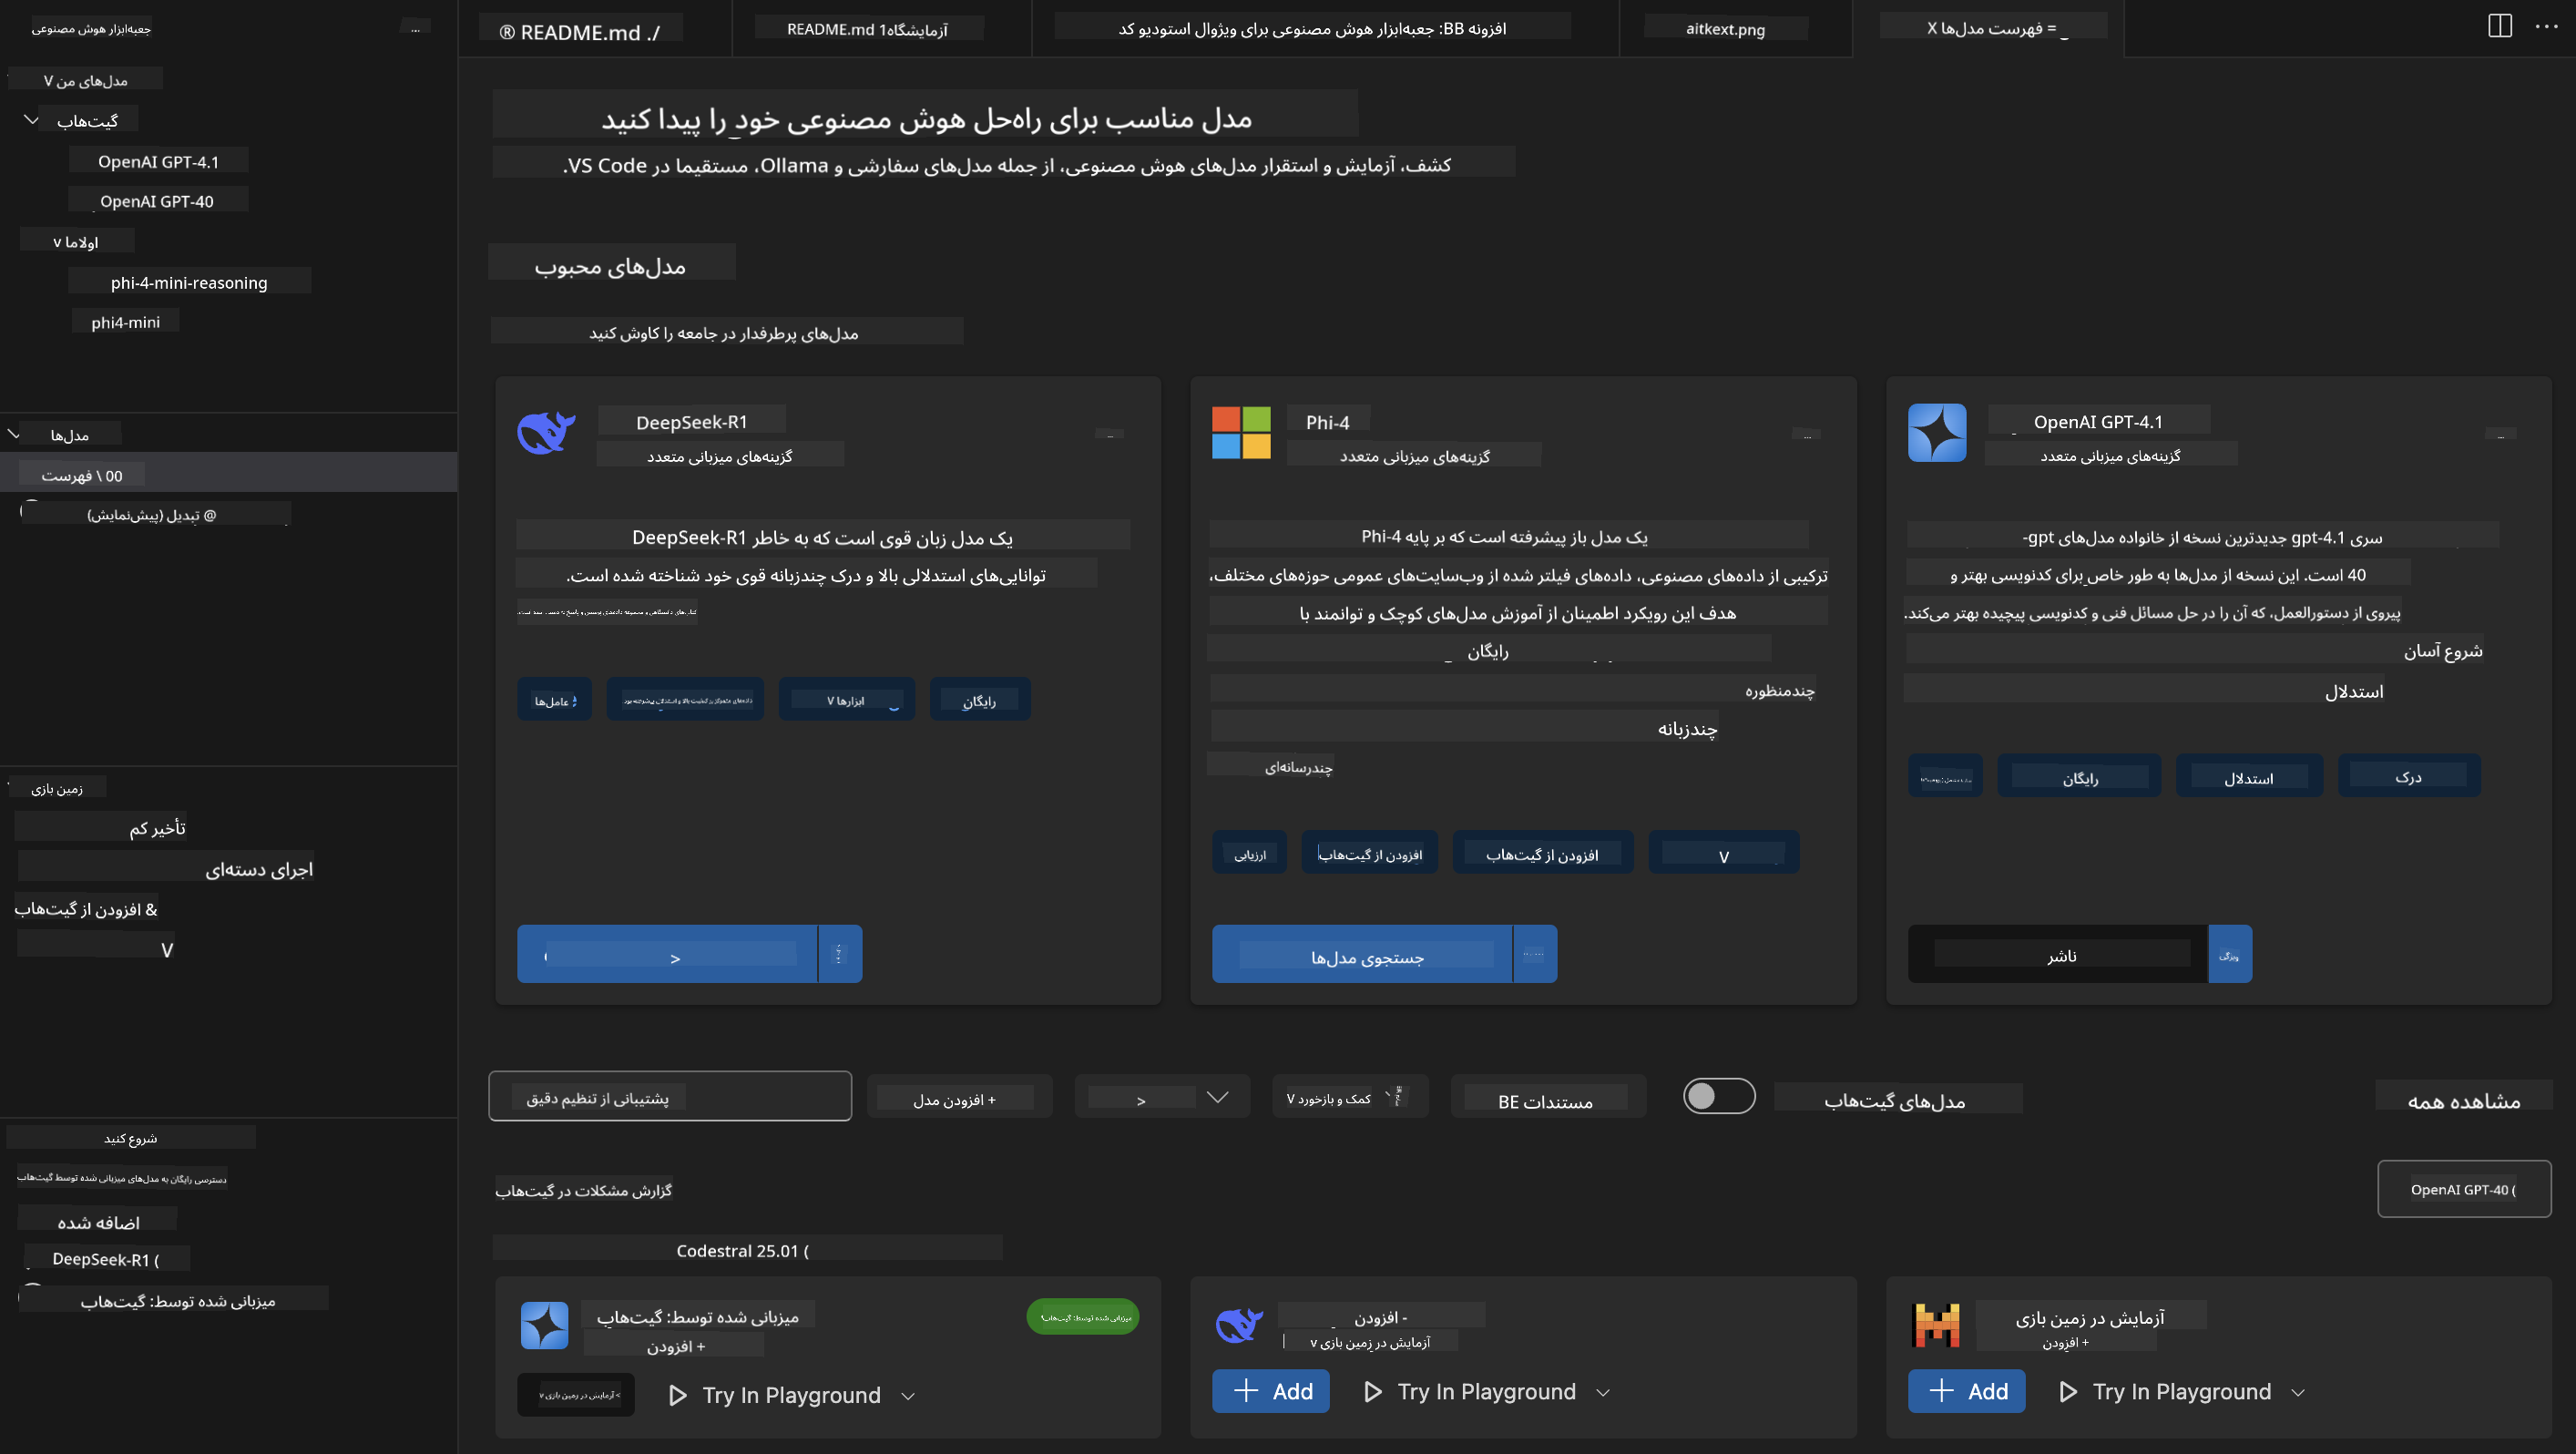 جعبه‌ابزار هوش مصنوعی
...
مدل‌های من V
گیت‌هاب
OpenAI GPT-4.1
OpenAI GPT-40
اولاما v
phi-4-mini-reasoning
phi4-mini
مدل‌ها
00 \ فهرست
@ تبدیل (پیش‌نمایش)
زمین بازی
تأخیر کم
اجرای دسته‌ای
& افزودن از گیت‌هاب
V
شروع کنید
دسترسی رایگان به مدل‌های میزبانی شده توسط گیت‌هاب
اضافه شده
DeepSeek-R1 (
میزبانی شده توسط: گیت‌هاب
® README.md ./
آزمایشگاه1 README.md
افزونه BB: جعبه‌ابزار هوش مصنوعی برای ویژوال استودیو کد
aitkext.png
= فهرست مدل‌ها X
مدل مناسب برای راه‌حل هوش مصنوعی خود را پیدا کنید
کشف، آزمایش و استقرار مدل‌های هوش مصنوعی، از جمله مدل‌های سفارشی و Ollama، مستقیما در VS Code.
مدل‌های محبوب
مدل‌های پرطرفدار در جامعه را کاوش کنید
DeepSeek-R1
گزینه‌های میزبانی متعدد
یک مدل زبان قوی است که به خاطر DeepSeek-R1
توانایی‌های استدلالی بالا و درک چندزبانه قوی خود شناخته شده است.
عامل‌ها
ابزارها V
رایگان
<
Phi-4
گزینه‌های میزبانی متعدد
یک مدل باز پیشرفته است که بر پایه Phi-4
ترکیبی از داده‌های مصنوعی، داده‌های فیلتر شده از وب‌سایت‌های عمومی حوزه‌های مختلف،
هدف این رویکرد اطمینان از آموزش مدل‌های کوچک و توانمند با
رایگان
چندمنظوره
چندزبانه
چندرسانه‌ای
ارزیابی
افزودن از گیت‌هاب
افزودن از گیت‌هاب
V
جستجوی مدل‌ها
OpenAI GPT-4.1
گزینه‌های میزبانی متعدد
سری gpt-4.1 جدیدترین نسخه از خانواده مدل‌های gpt-
40 است. این نسخه از مدل‌ها به طور خاص برای کدنویسی بهتر و
پیروی از دستورالعمل، که آن را در حل مسائل فنی و کدنویسی پیچیده بهتر می‌کند.
شروع آسان
استدلال
رایگان
استدلال
درک
ناشر
ویژگی
پشتیبانی از تنظیم دقیق
+ افزودن مدل
<
کمک و بازخورد V
مستندات BE
مدل‌های گیت‌هاب
مشاهده همه
گزارش مشکلات در گیت‌هاب
OpenAI GPT-40 (
Codestral 25.01 (
میزبانی شده توسط: گیت‌هاب
+ افزودن
میزبانی شده توسط: گیت‌هاب
> آزمایش در زمین بازی v
Try In Playground
- افزودن
آزمایش در زمین بازی v
Add
Try In Playground
آزمایش در زمین بازی
+ افزودن
Add
Try In Playground